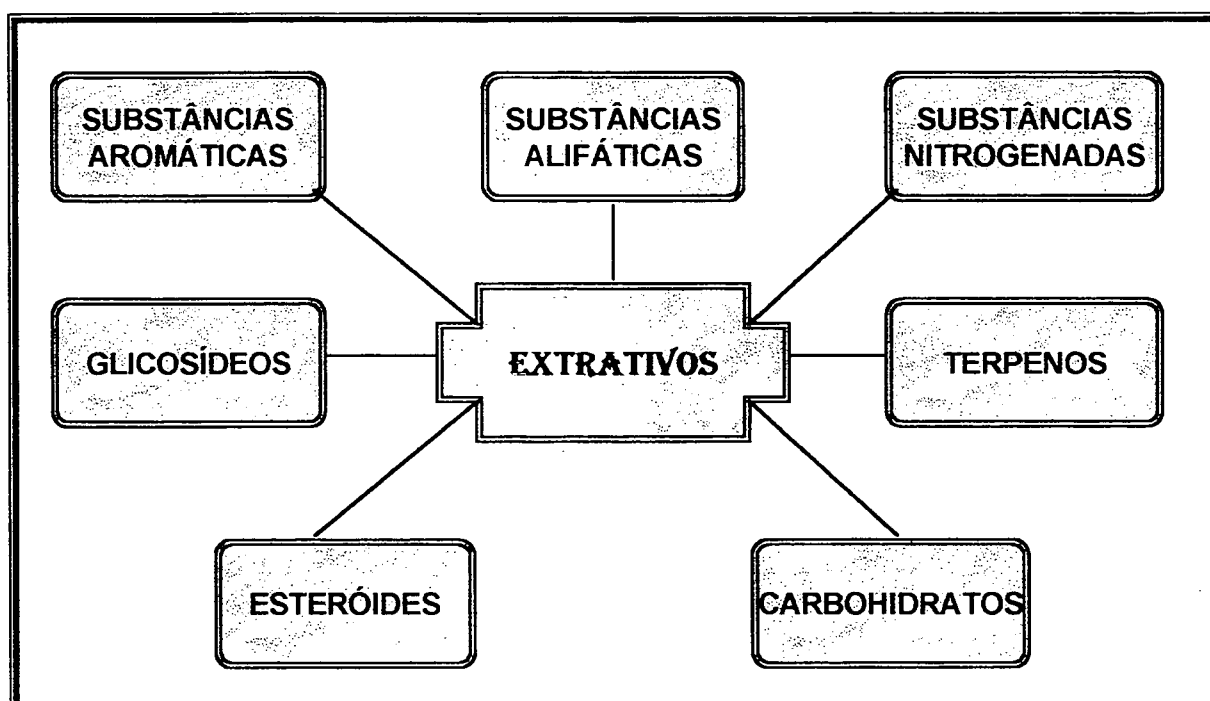 SUBSTÂNCIAS
AROMÁTICAS
SUBSTÂNCIAS
ALIFÁTICAS
SUBSTÂNCIAS
NITROGENADAS
GLICOSÍDEOS
EXTRATIVOS
TERPENOS
ESTERÓIDES
CARBOHIDRATOS